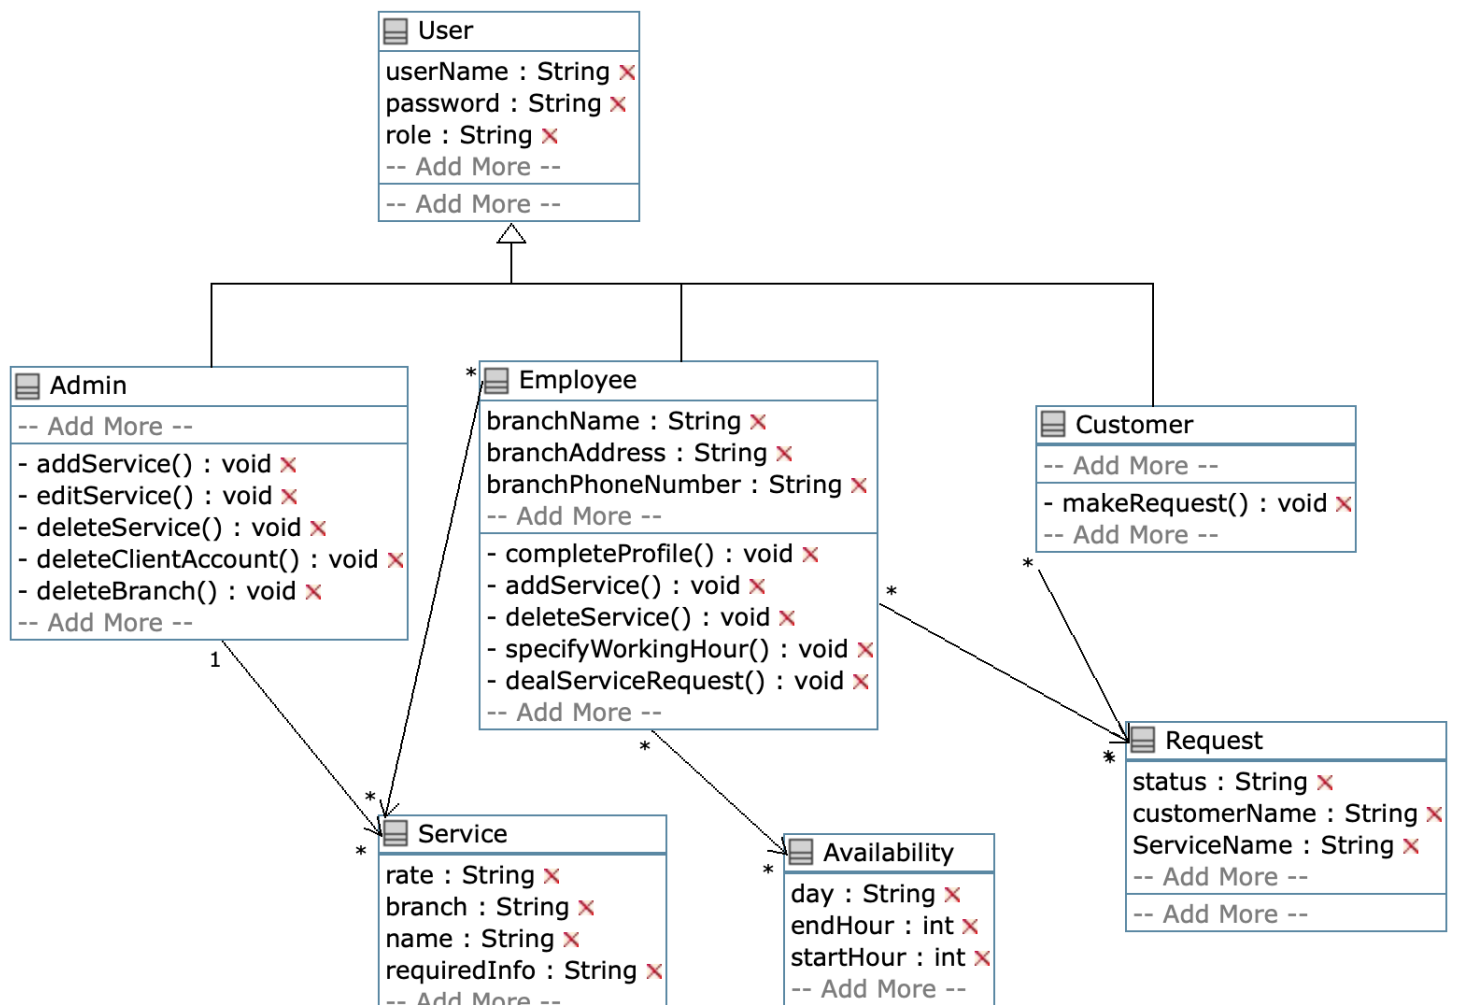 User
userName : String
password : String
role : String
-- Add More --
-- Add More --
Admin
-- Add More --
- addService() : void
- editService() : void
- deleteService() : void
- deleteClientAccount() : void
- deleteBranch() : void
-- Add More --
1
*
*
Employee
branchName : String
branchAddress : String
branchPhoneNumber : String
-- Add More --
- completeProfile() : void
- addService() : void
- deleteService() : void
- specifyWorkingHour() : void
- dealServiceRequest() : void
-- Add More --
*
*
Customer
-- Add More --
- makeRequest() : void
-- Add More --
*
*
Service
rate : String
branch : String
name : String
requiredInfo : String
-- Add More --
*
*
Availability
day : String
endHour : int
startHour : int
-- Add More --
*
Request
status : String
customerName : String
ServiceName : String
-- Add More --
-- Add More --